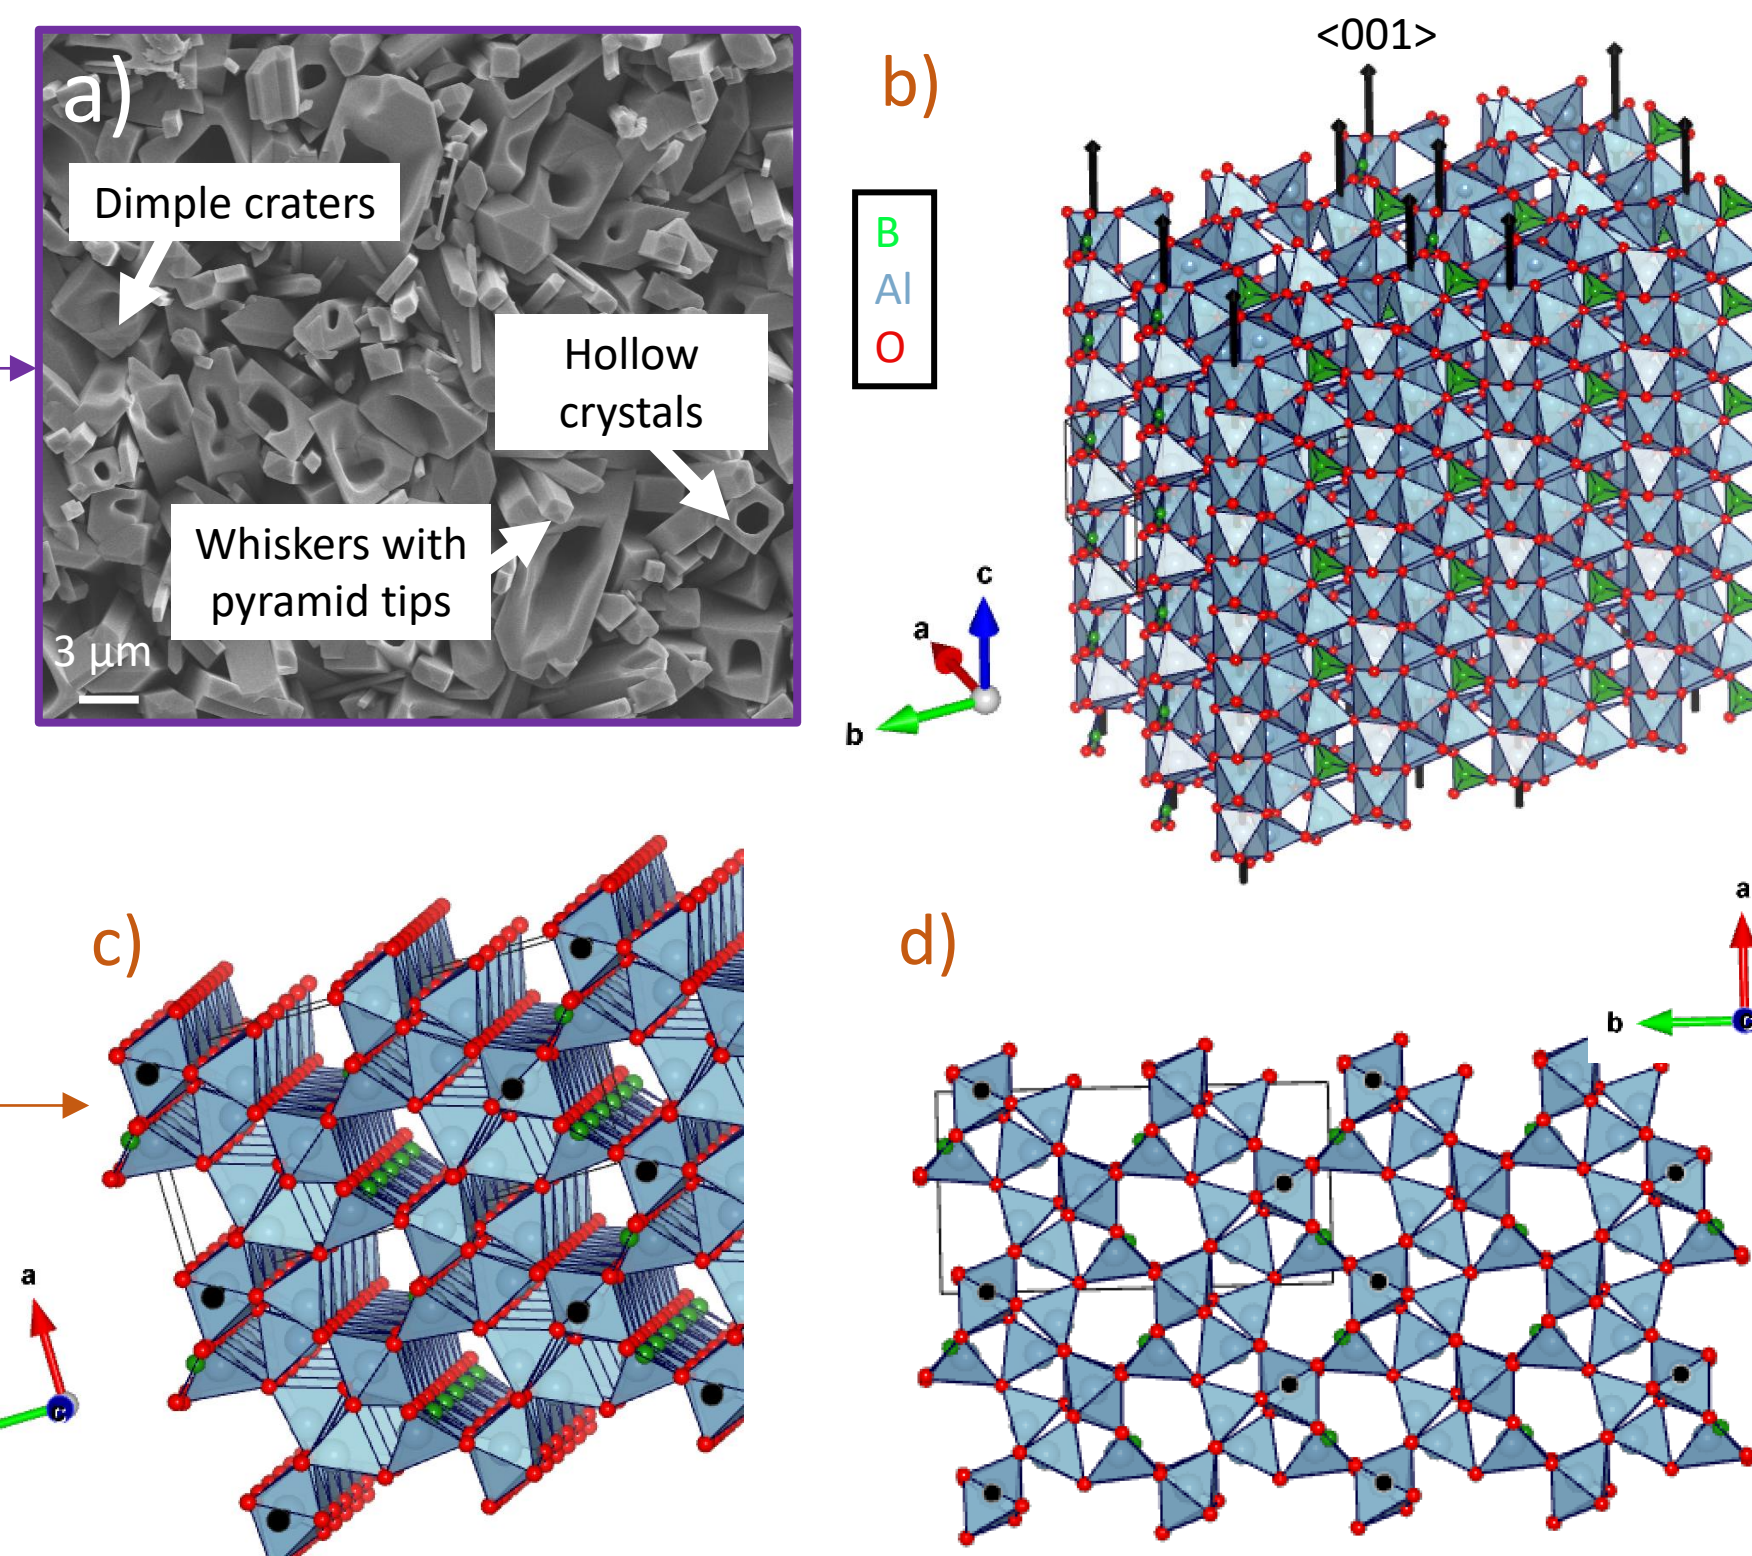 a)
Dimple craters
Hollow
crystals
Whiskers with
pyramid tips
3 μm
b)
<001>
B
Al
O
c
a
b
c)
a
c
d)
a
b
c